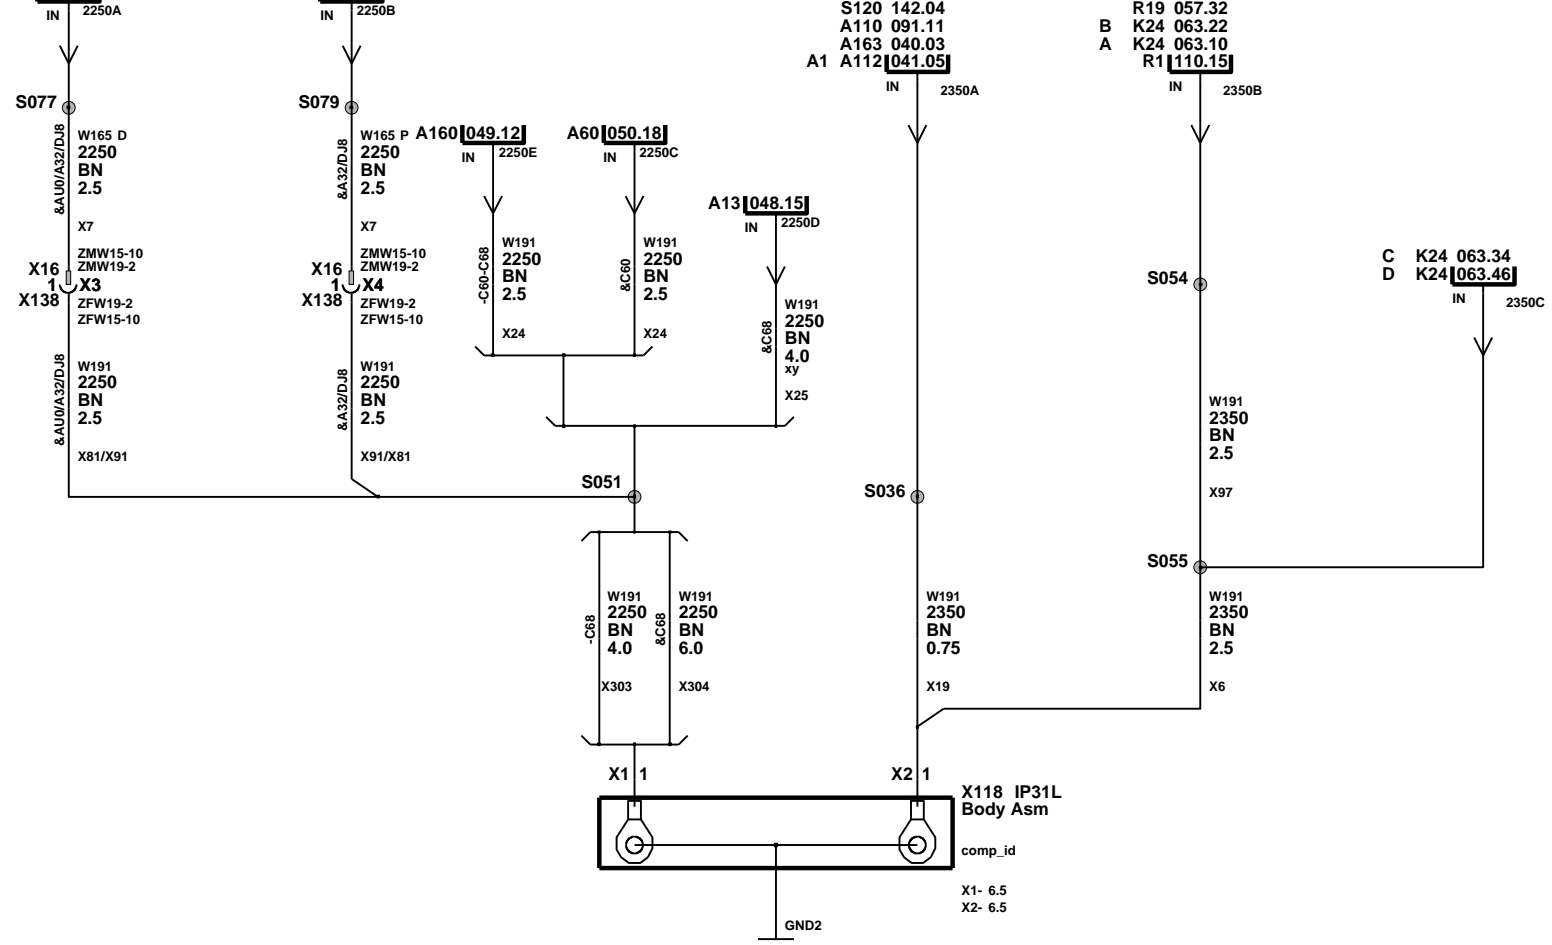 IN 2250A
IN 2250B
S120 142.04
A110 091.11
A163 040.03
A1 A112 041.05
IN 2350A
R19 057.32
B K24 063.22
A K24 063.10
R1 110.15
IN 2350B
S077
&AU0/A32/DJ8
W165 D
2250
BN
2.5
X7
S079
&A32/DJ8
W165 P
2250
BN
2.5
X7
A160 049.12
IN 2250E
A60 050.18
IN 2250C
A13 048.15
IN 2250D
ZMW15-10
ZMW19-2
X16
1 X3
X138
ZFW19-2
ZFW15-10
ZMW15-10
ZMW19-2
X16
1 X4
X138
ZFW19-2
ZFW15-10
-C60-C68
W191
2250
BN
2.5
X24
&C60
W191
2250
BN
2.5
X24
&C68
W191
2250
BN
4.0
xy
X25
S054
C K24 063.34
D K24 063.46
IN 2350C
&AU0/A32/DJ8
W191
2250
BN
2.5
X81/X91
&A32/DJ8
W191
2250
BN
2.5
X91/X81
W191
2350
BN
2.5
X97
S051
S036
S055
-C68
W191
2250
BN
4.0
X303
&C68
W191
2250
BN
6.0
X304
W191
2350
BN
0.75
X19
W191
2350
BN
2.5
X6
X1 1
X2 1
X118 IP31L
Body Asm
comp_id
X1- 6.5
X2- 6.5
GND2